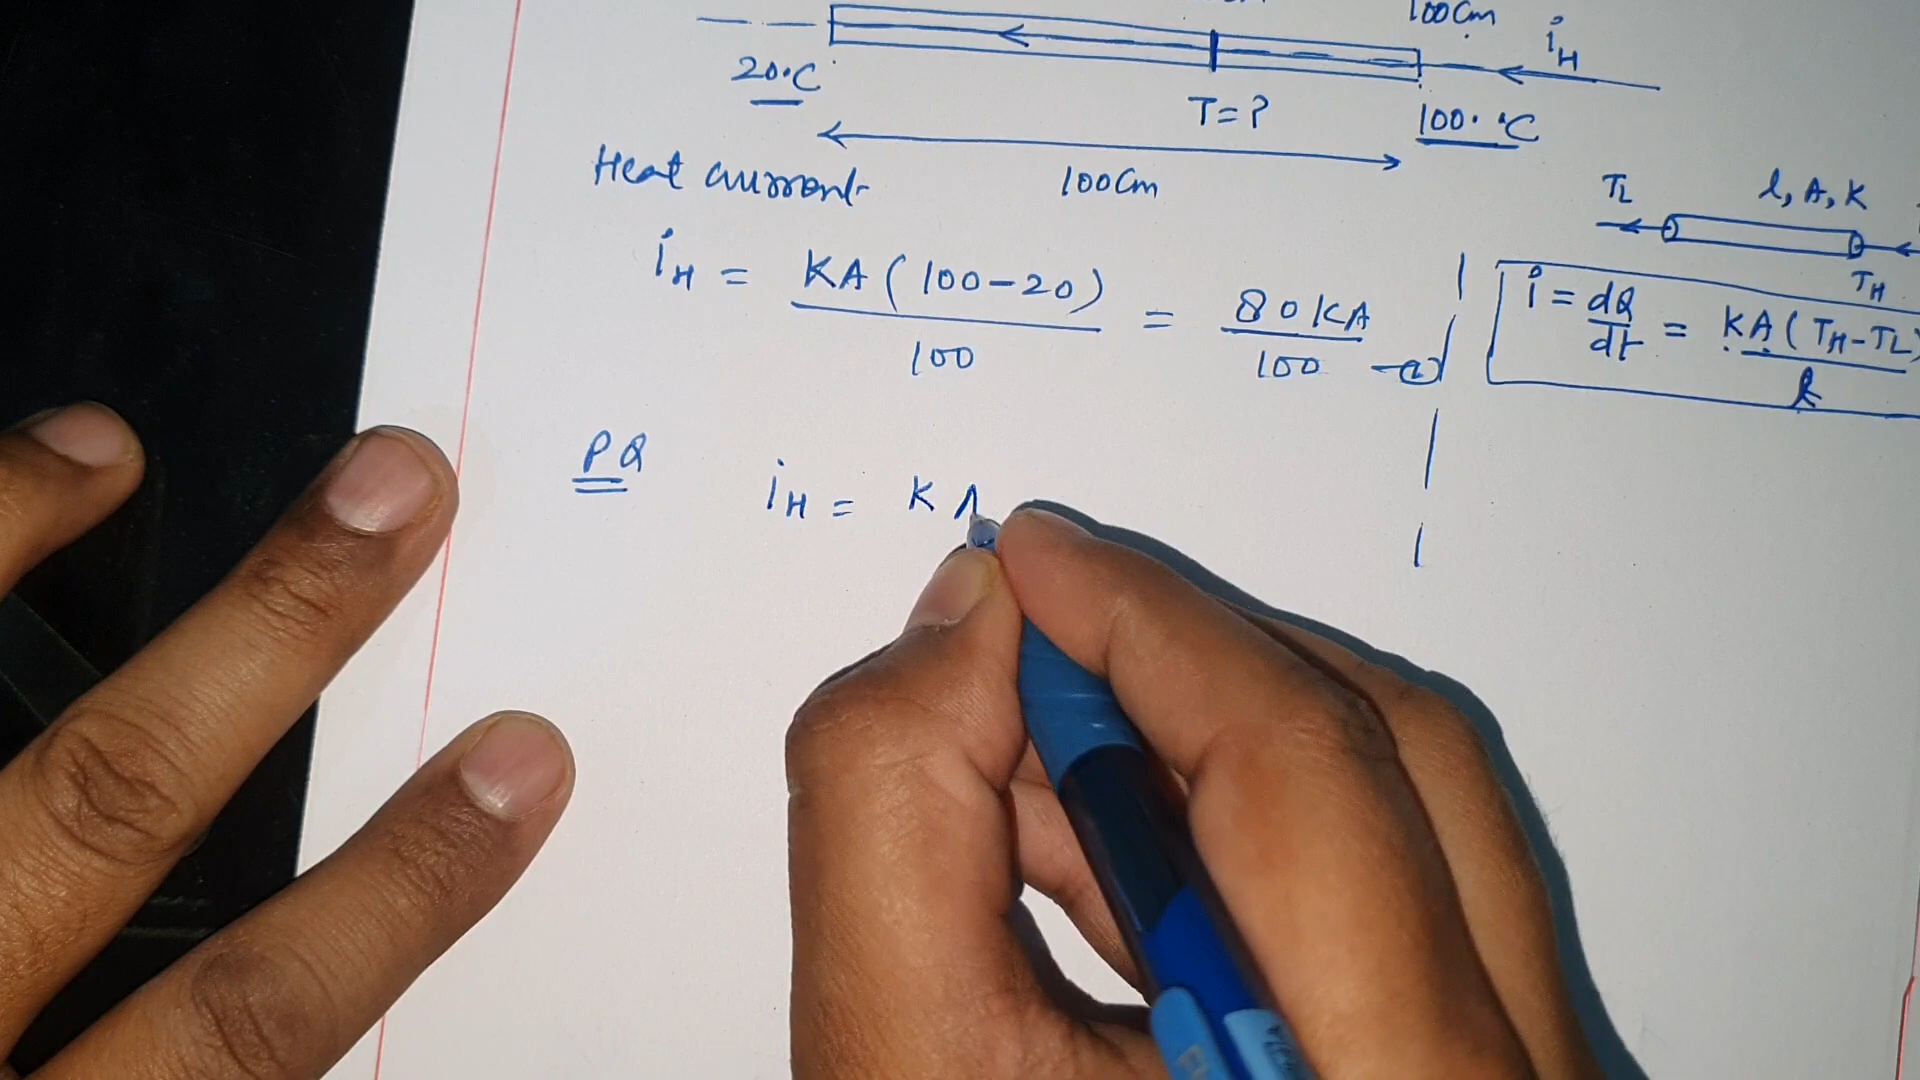 100Cm
iH
20°C
T=?
100°C
Heat current
100Cm
TL
l, A, K
TH
iH = KA(100-20)/100 = 80KA/100
i = dQ/dt = KA(TH-TL)/l
PQ
iH = KA